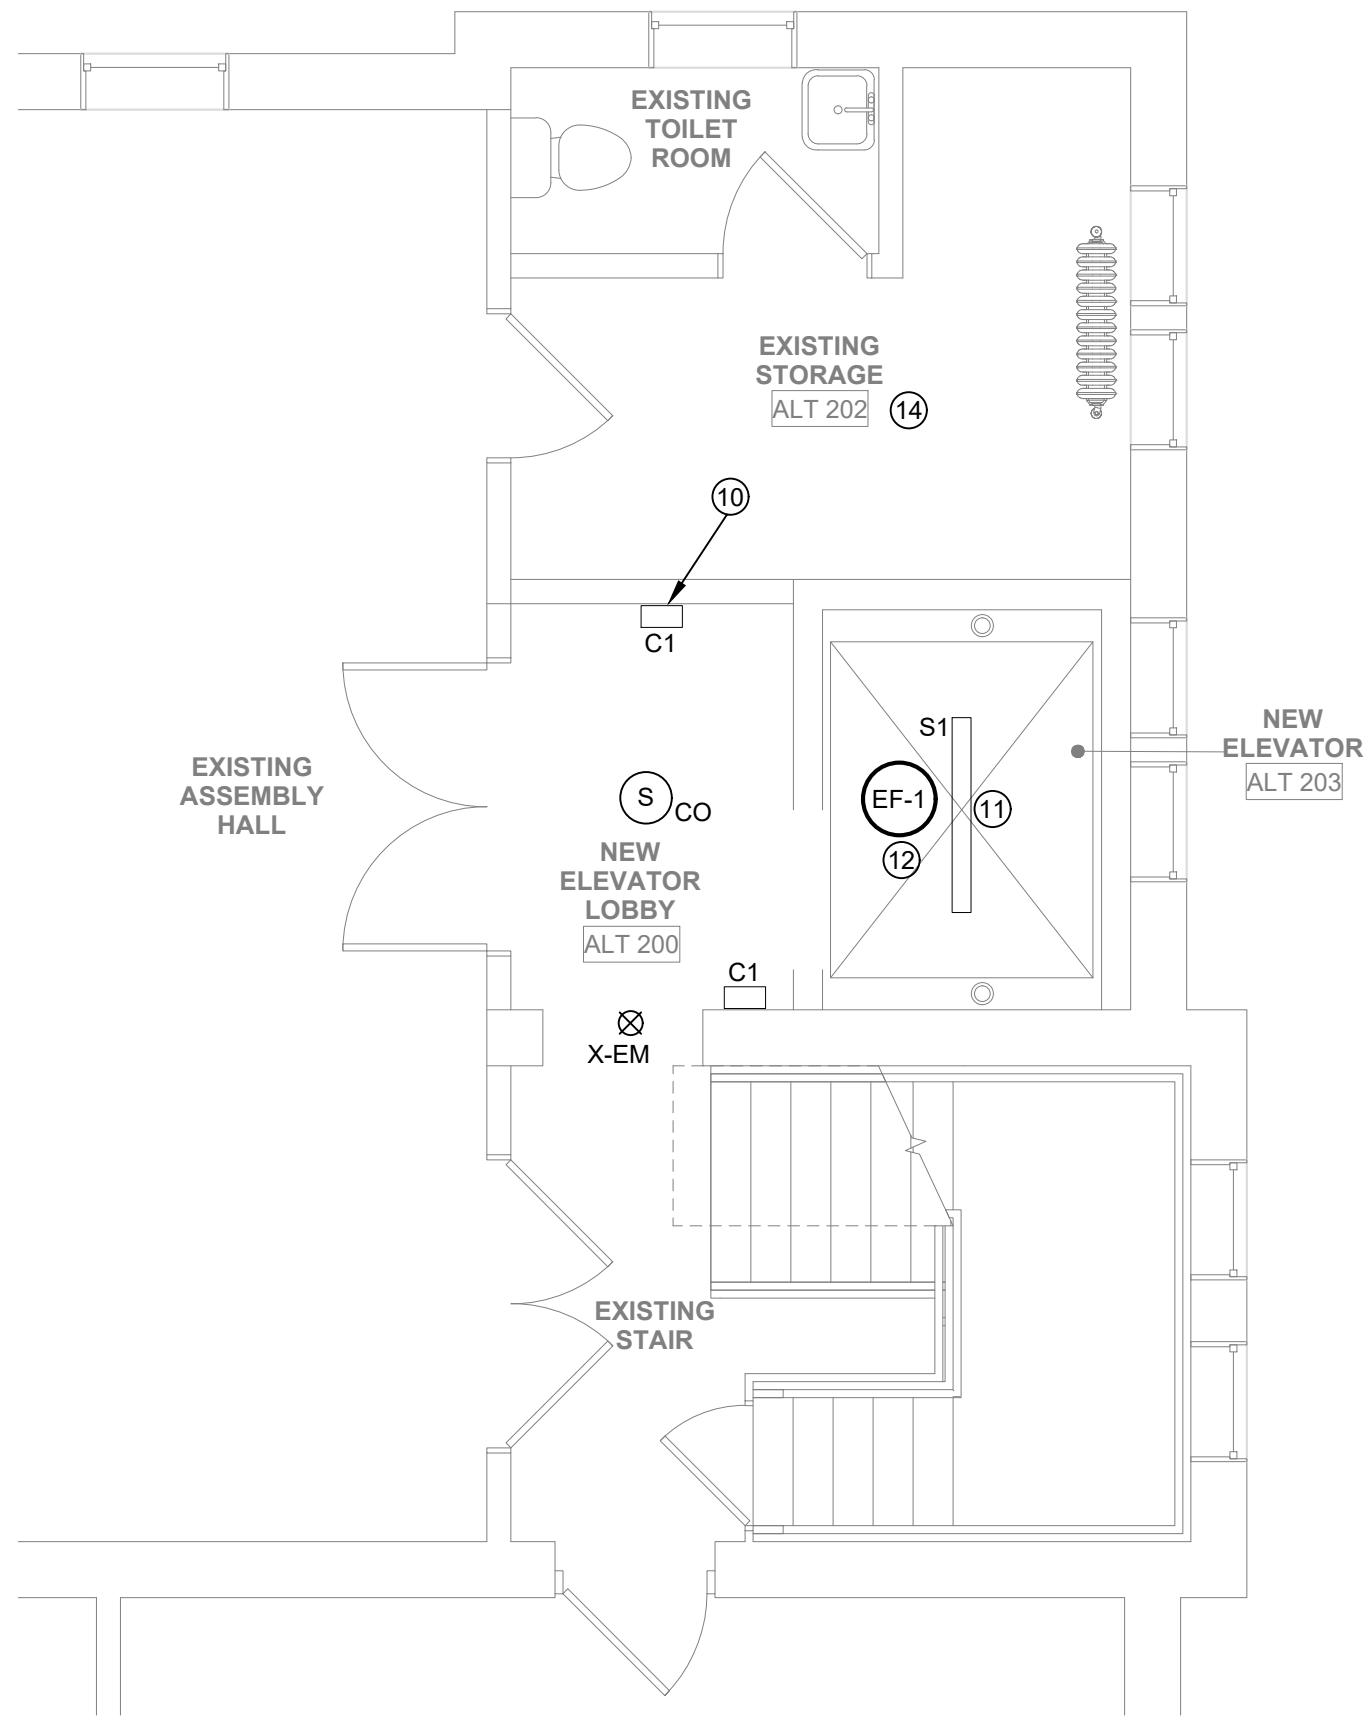 EXISTING
TOILET
ROOM
EXISTING
STORAGE
ALT 202
14
10
C1
S1
NEW
ELEVATOR
ALT 203
EXISTING
ASSEMBLY
HALL
S
CO
EF-1
11
12
NEW
ELEVATOR
LOBBY
ALT 200
C1
X-EM
EXISTING
STAIR